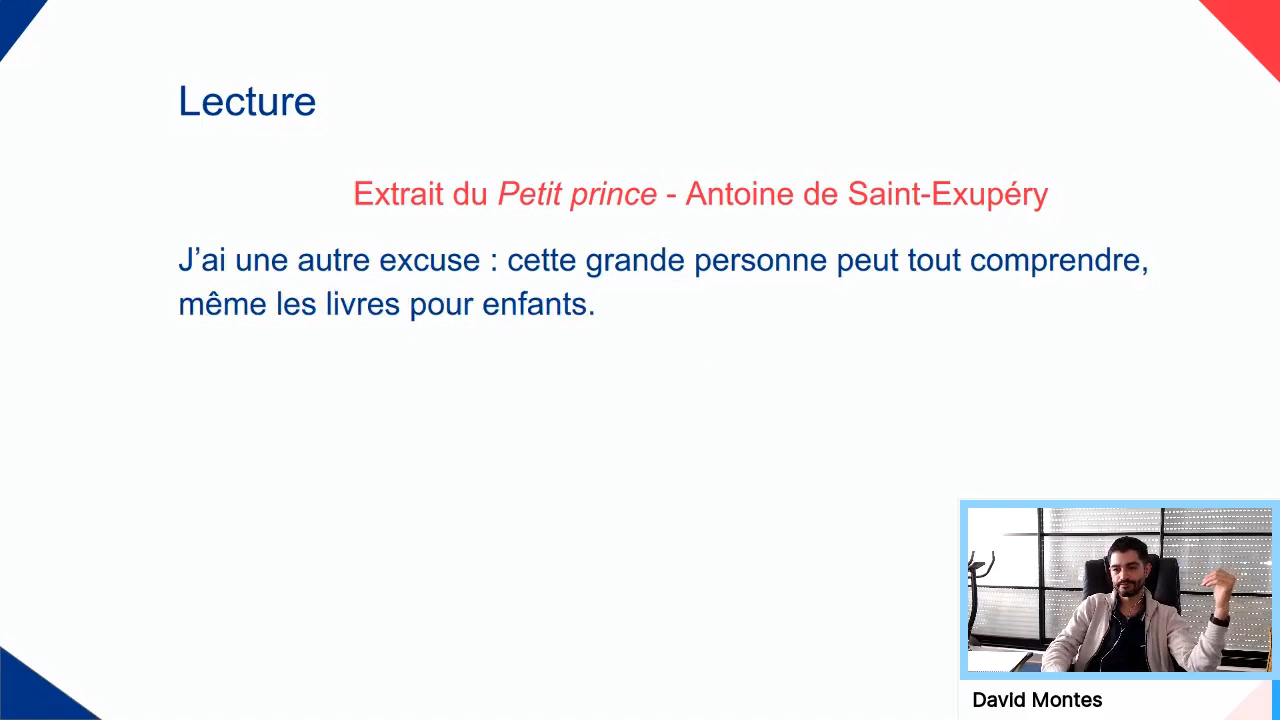 Lecture
Extrait du Petit prince - Antoine de Saint-Exupéry
J’ai une autre excuse : cette grande personne peut tout comprendre,
même les livres pour enfants.
David Montes